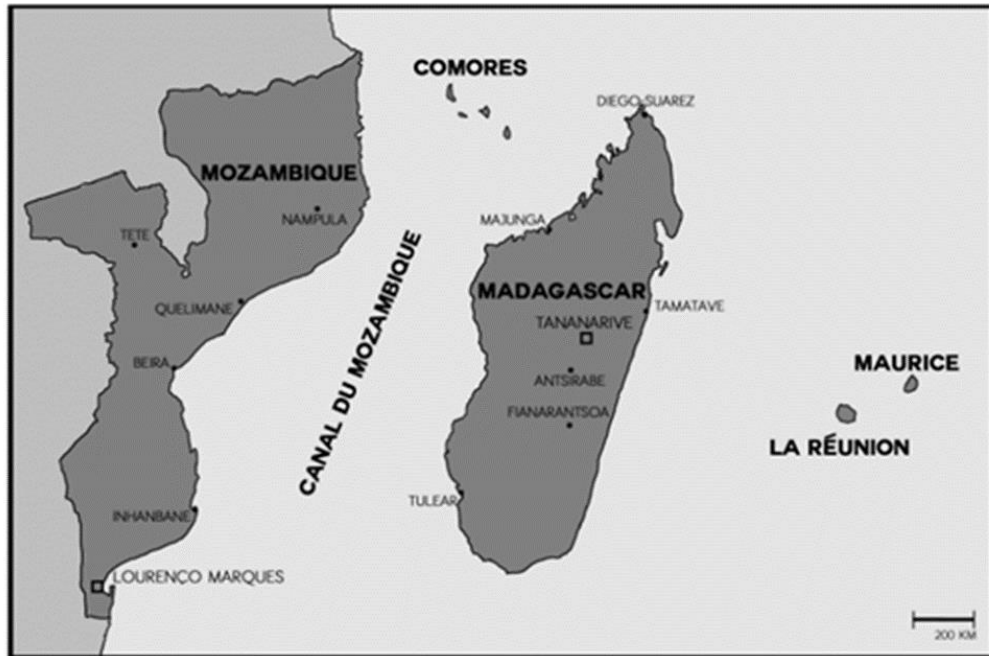 COMORES
DIEGO-SUAREZ
MOZAMBIQUE
NAMPULA
MAJUNGA
TETE
CANAL DU MOZAMBIQUE
MADAGASCAR
QUELIMANE
TAMATAVE
TANANARIVE
BEIRA
MAURICE
ANTSIRABE
FIANARANTSOA
LA RÉUNION
TULEAR
INHANBANE
LOURENÇO MARQUES
200 KM